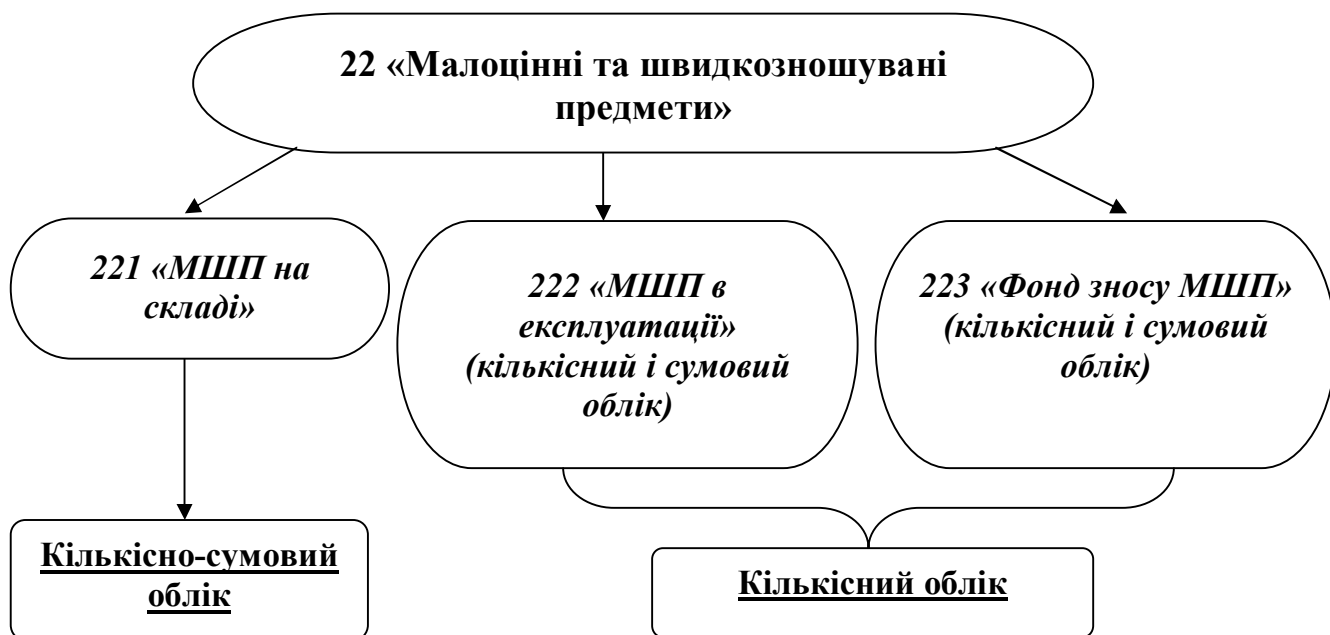 22 «Малоцінні та швидкозношувані
предмети»
221 «МШП на
складі»
222 «МШП в
експлуатації»
(кількісний і сумовий
облік)
223 «Фонд зносу МШП»
(кількісний і сумовий
облік)
Кількісно-сумовий
облік
Кількісний облік